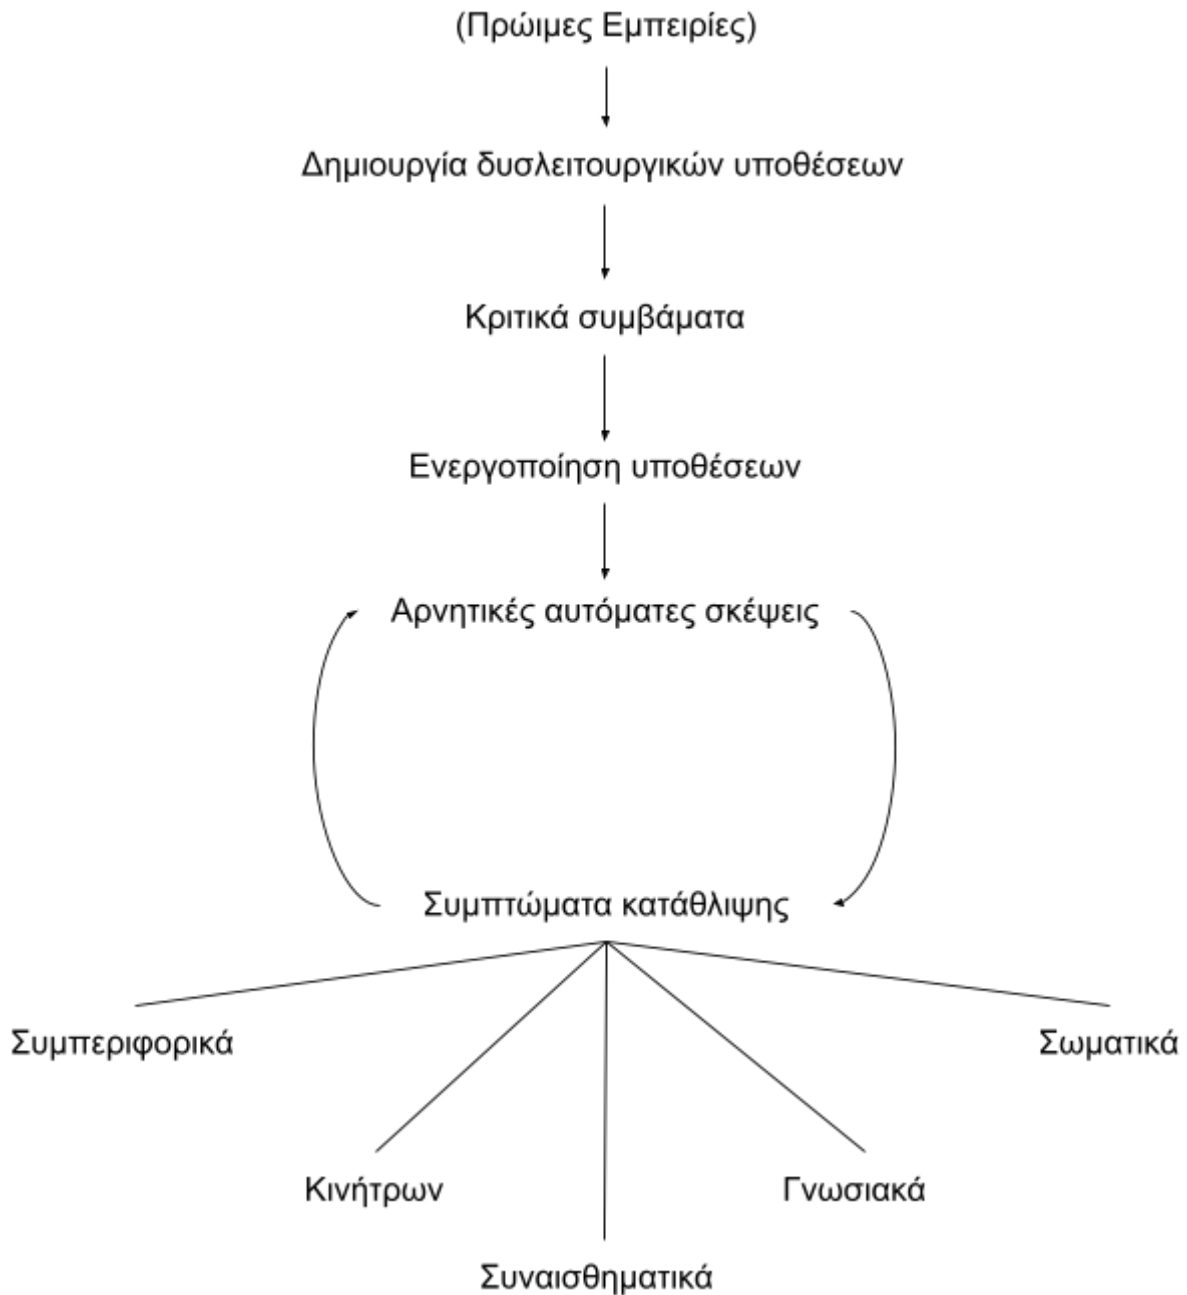 (Πρώιμες Εμπειρίες)
Δημιουργία δυσλειτουργικών υποθέσεων
Κριτικά συμβάματα
Ενεργοποίηση υποθέσεων
Αρνητικές αυτόματες σκέψεις
Συμπτώματα κατάθλιψης
Συμπεριφορικά
Σωματικά
Κινήτρων
Γνωσιακά
Συναισθηματικά